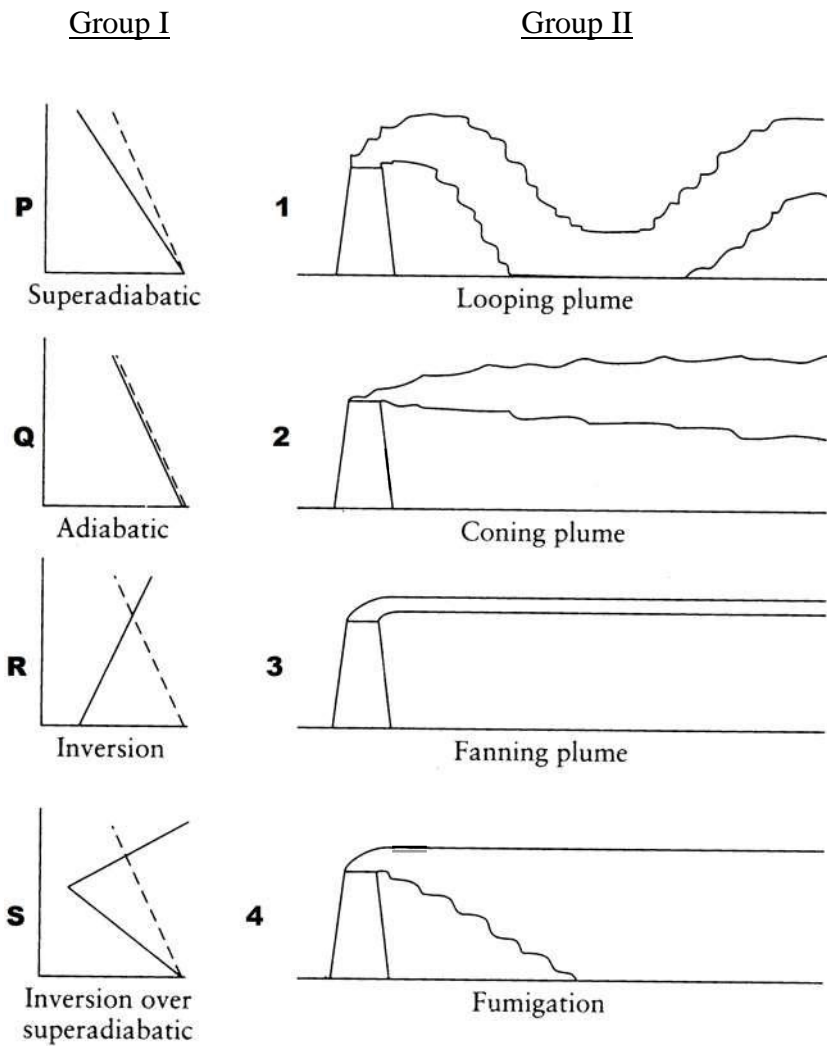 Group I
Group II
P
Superadiabatic
1
Looping plume
Q
Adiabatic
2
Coning plume
R
Inversion
3
Fanning plume
S
Inversion over
superadiabatic
4
Fumigation